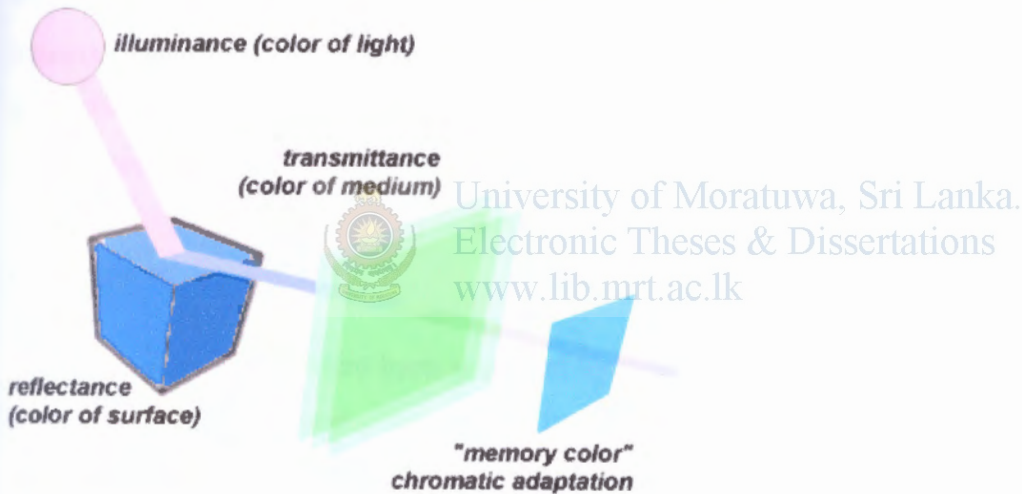 illuminance (color of light)
transmittance
(color of medium)
University of Moratuwa, Sri Lanka.
Electronic Theses & Dissertations
www.lib.mrt.ac.lk
reflectance
(color of surface)
"memory color"
chromatic adaptation